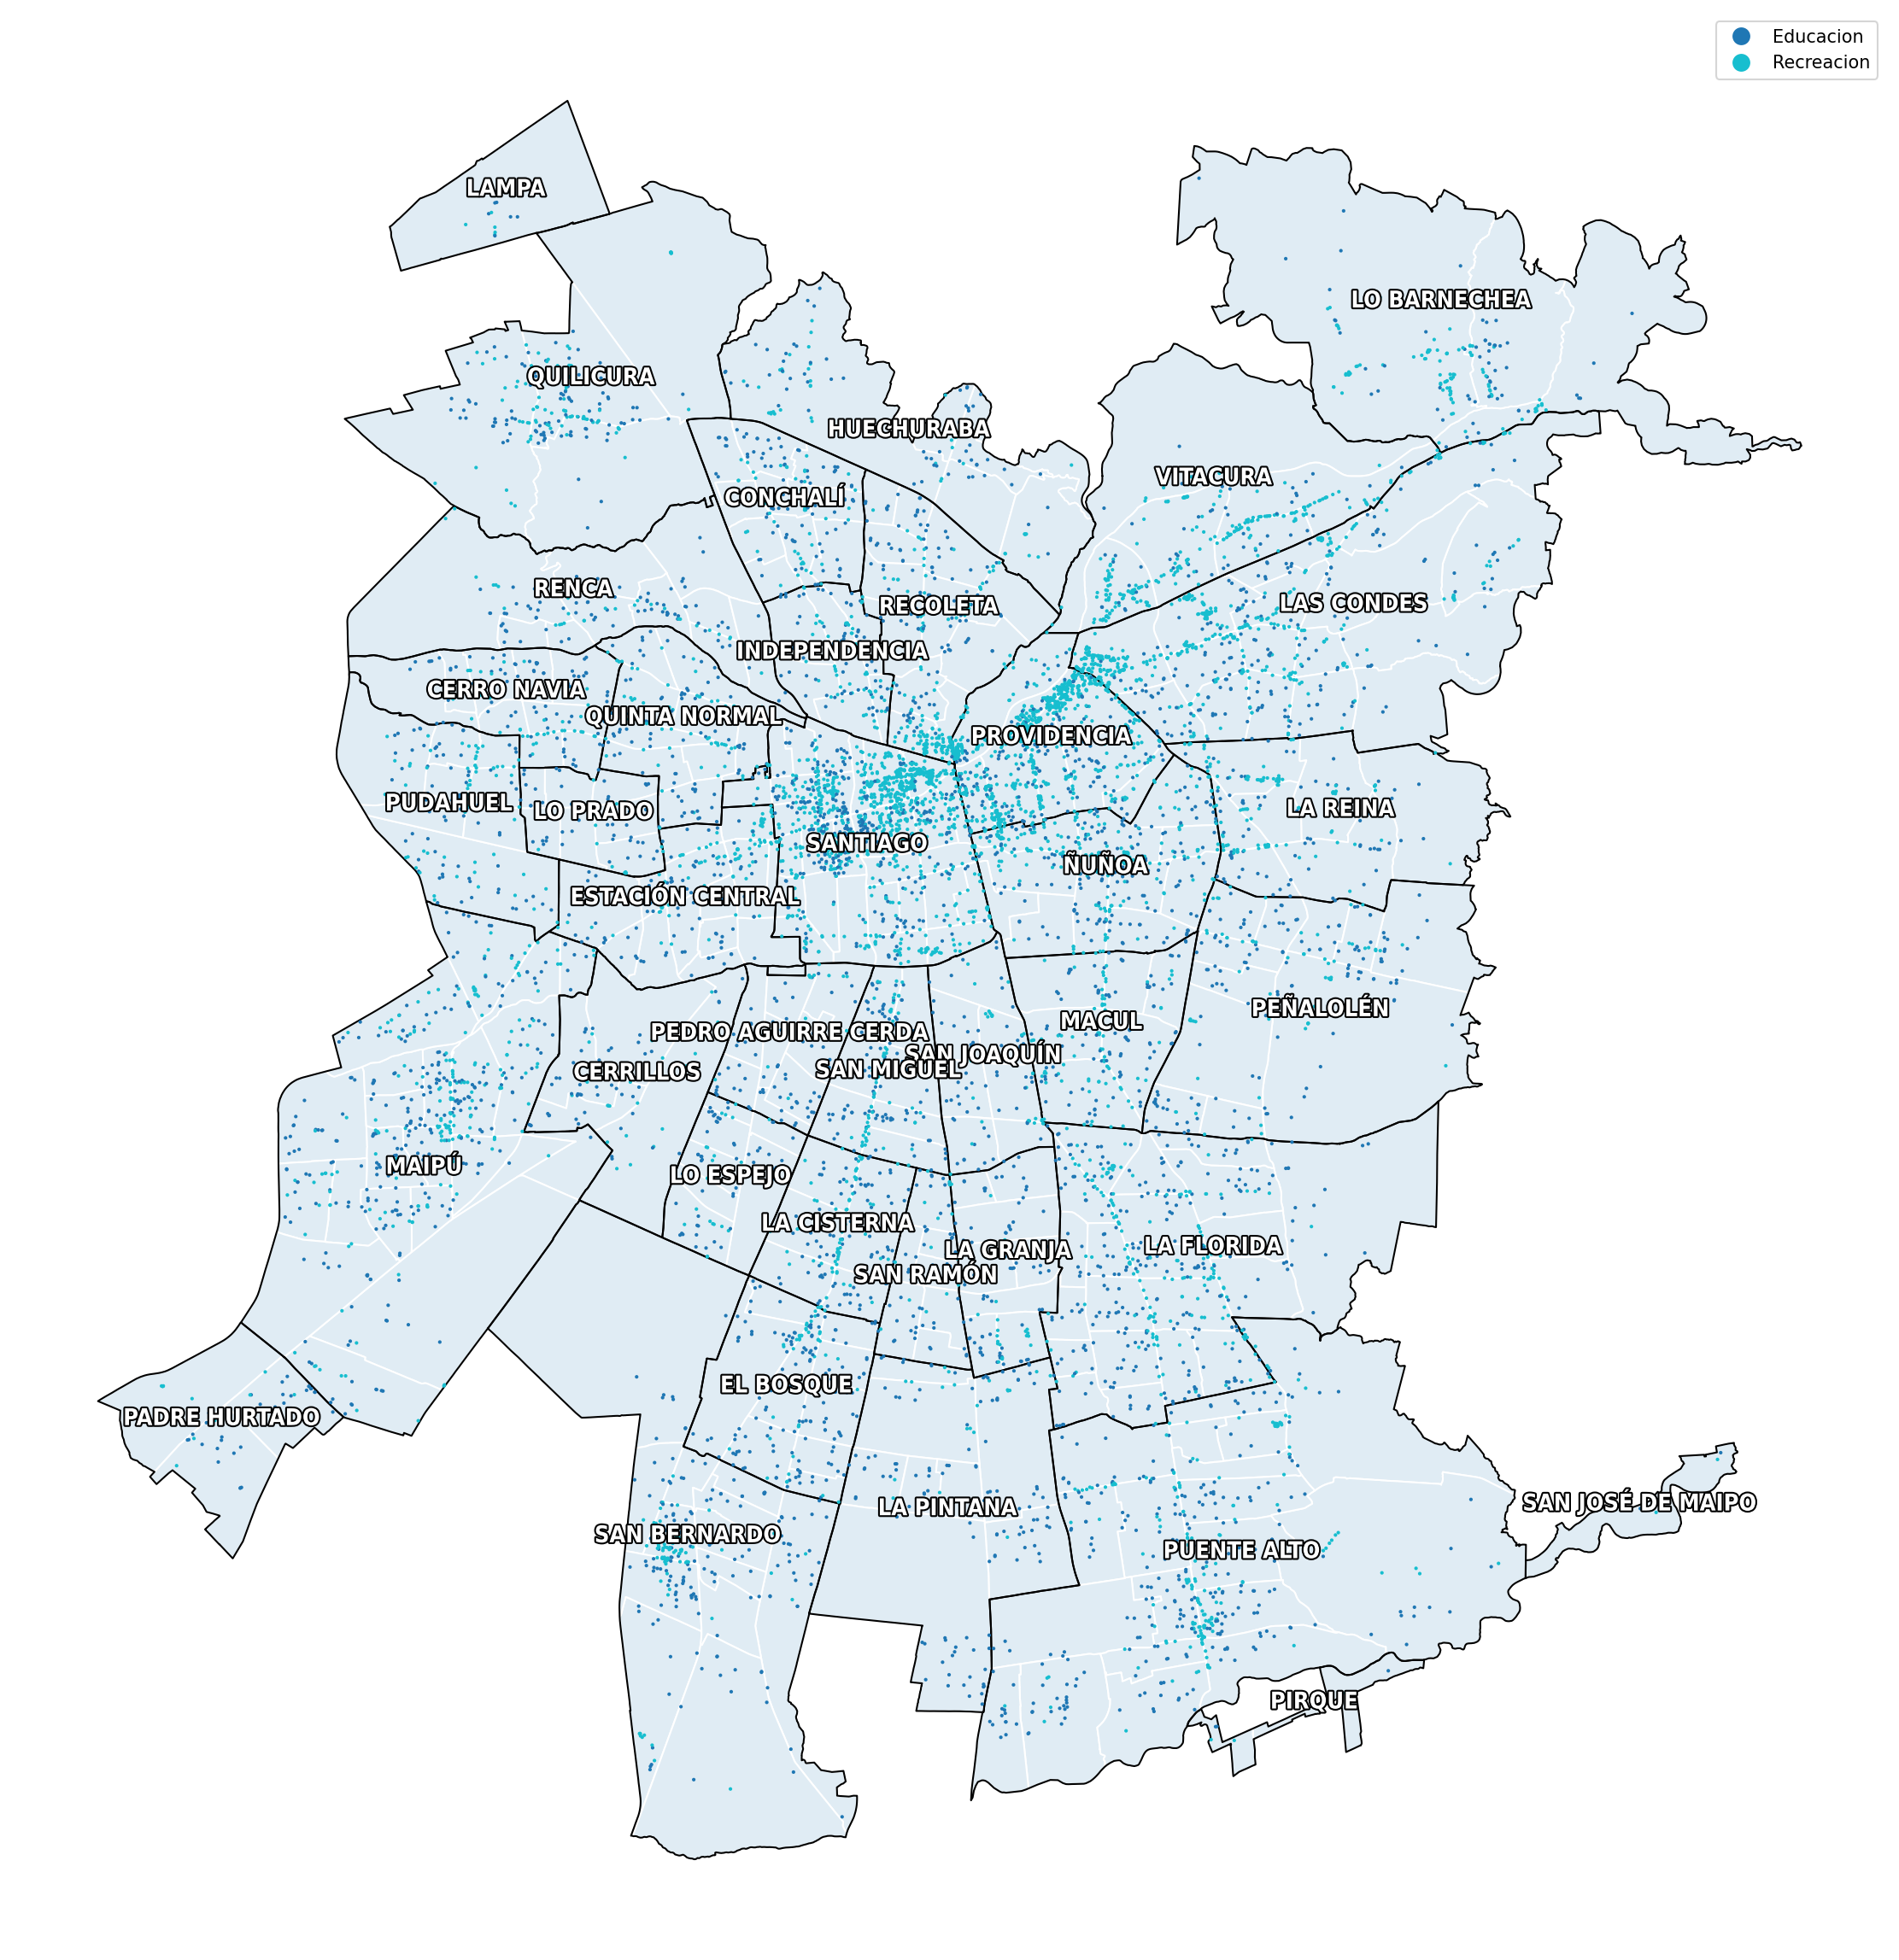 Educacion
Recreacion
LAMPA
LO BARNECHEA
QUILICURA
HUECHURABA
VITACURA
CONCHALÍ
RENCA
LAS CONDES
RECOLETA
INDEPENDENCIA
CERRO NAVIA
QUINTA NORMAL
PROVIDENCIA
PUDAHUEL
LO PRADO
LA REINA
SANTIAGO
ÑUÑOA
ESTACIÓN CENTRAL
PEÑALOLÉN
MACUL
PEDRO AGUIRRE CERDA
SAN JOAQUÍN
SAN MIGUEL
CERRILLOS
MAIPÚ
LO ESPEJO
LA CISTERNA
LA FLORIDA
LA GRANJA
SAN RAMÓN
EL BOSQUE
PADRE HURTADO
SAN JOSÉ DE MAIPO
LA PINTANA
SAN BERNARDO
PUENTE ALTO
PIRQUE